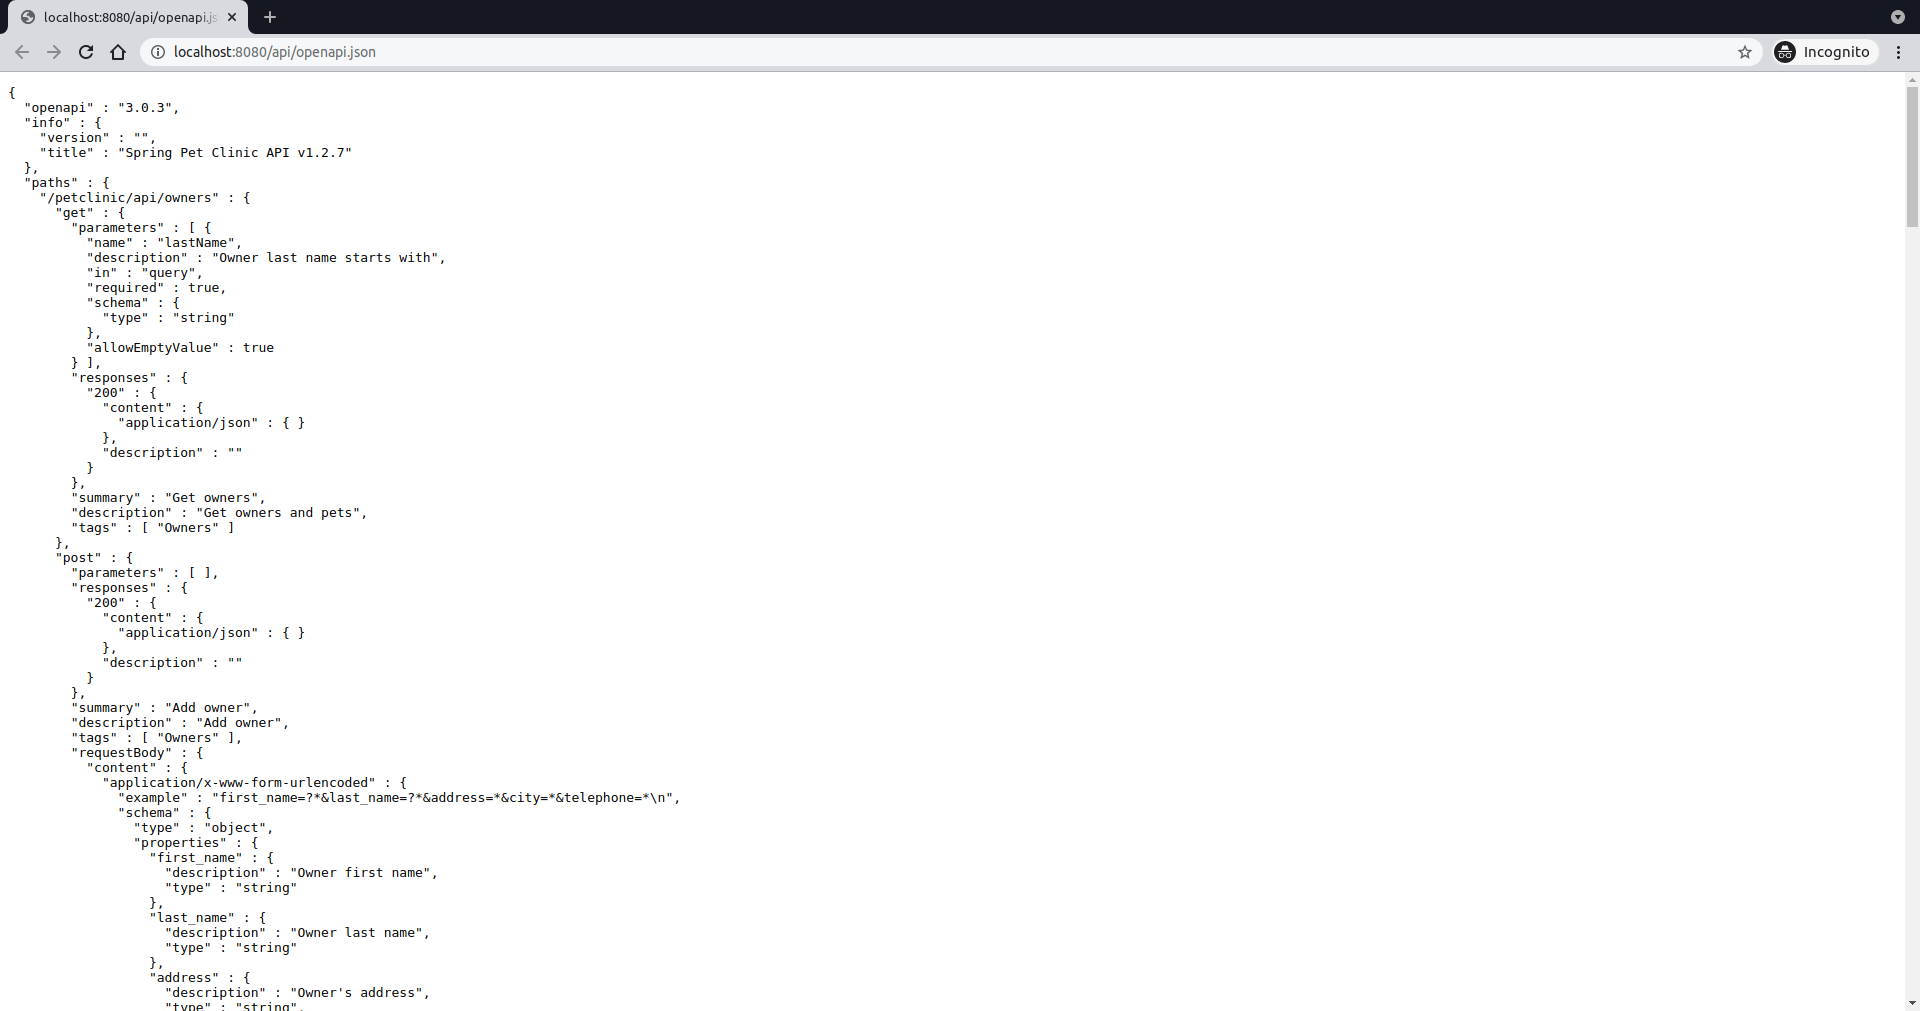 localhost:8080/api/openapi.js
localhost:8080/api/openapi.json
Incognito
{
  "openapi" : "3.0.3",
  "info" : {
    "version" : "",
    "title" : "Spring Pet Clinic API v1.2.7"
  },
  "paths" : {
    "/petclinic/api/owners" : {
      "get" : {
        "parameters" : [ {
          "name" : "lastName",
          "description" : "Owner last name starts with",
          "in" : "query",
          "required" : true,
          "schema" : {
            "type" : "string"
          },
          "allowEmptyValue" : true
        } ],
        "responses" : {
          "200" : {
            "content" : {
              "application/json" : { }
            },
            "description" : ""
          }
        },
        "summary" : "Get owners",
        "description" : "Get owners and pets",
        "tags" : [ "Owners" ]
      },
      "post" : {
        "parameters" : [ ],
        "responses" : {
          "200" : {
            "content" : {
              "application/json" : { }
            },
            "description" : ""
          }
        },
        "summary" : "Add owner",
        "description" : "Add owner",
        "tags" : [ "Owners" ],
        "requestBody" : {
          "content" : {
            "application/x-www-form-urlencoded" : {
              "example" : "first_name=?*&last_name=?*&address=*&city=*&telephone=*\n",
              "schema" : {
                "type" : "object",
                "properties" : {
                  "first_name" : {
                    "description" : "Owner first name",
                    "type" : "string"
                  },
                  "last_name" : {
                    "description" : "Owner last name",
                    "type" : "string"
                  },
                  "address" : {
                    "description" : "Owner's address",
                    "type" : "string",